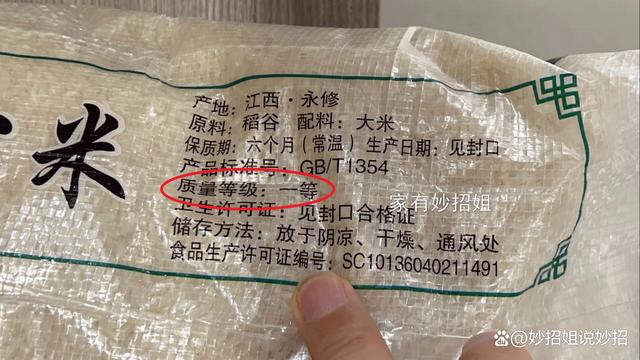 米
产地：江西·永修
原料：稻谷 配料：大米
保质期：六个月（常温）生产日期：见封口
产品标准号：GB/T1354
质量等级：一等
家有妙招姐
卫生许可证：见封口合格证
储存方法：放于阴凉、干燥、通风处
食品生产许可证编号：SC10136040211491
妙招姐说妙招